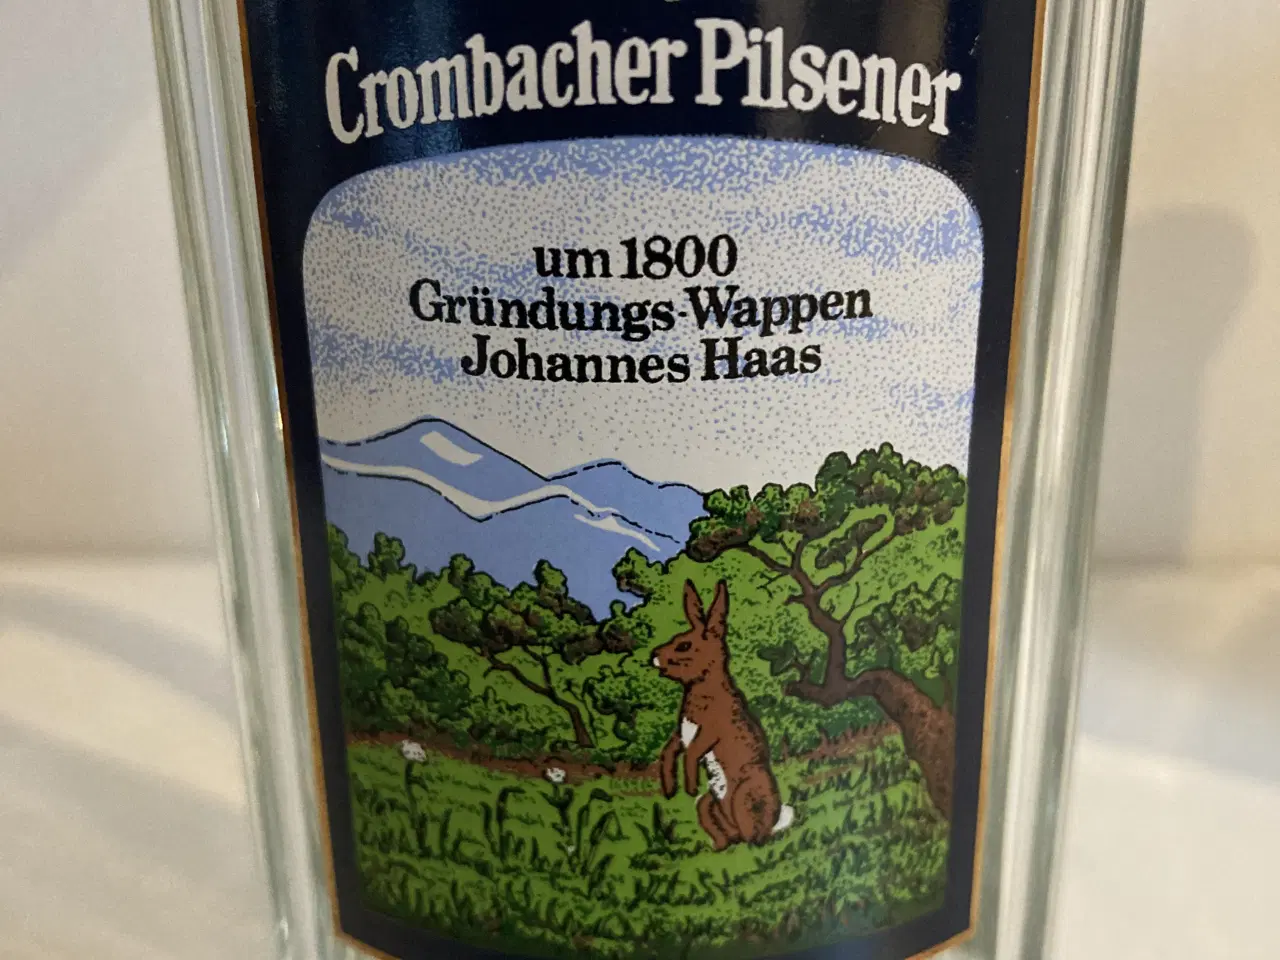 Crombacher Pilsener
um 1800
Gründungs-Wappen
Johannes Haas